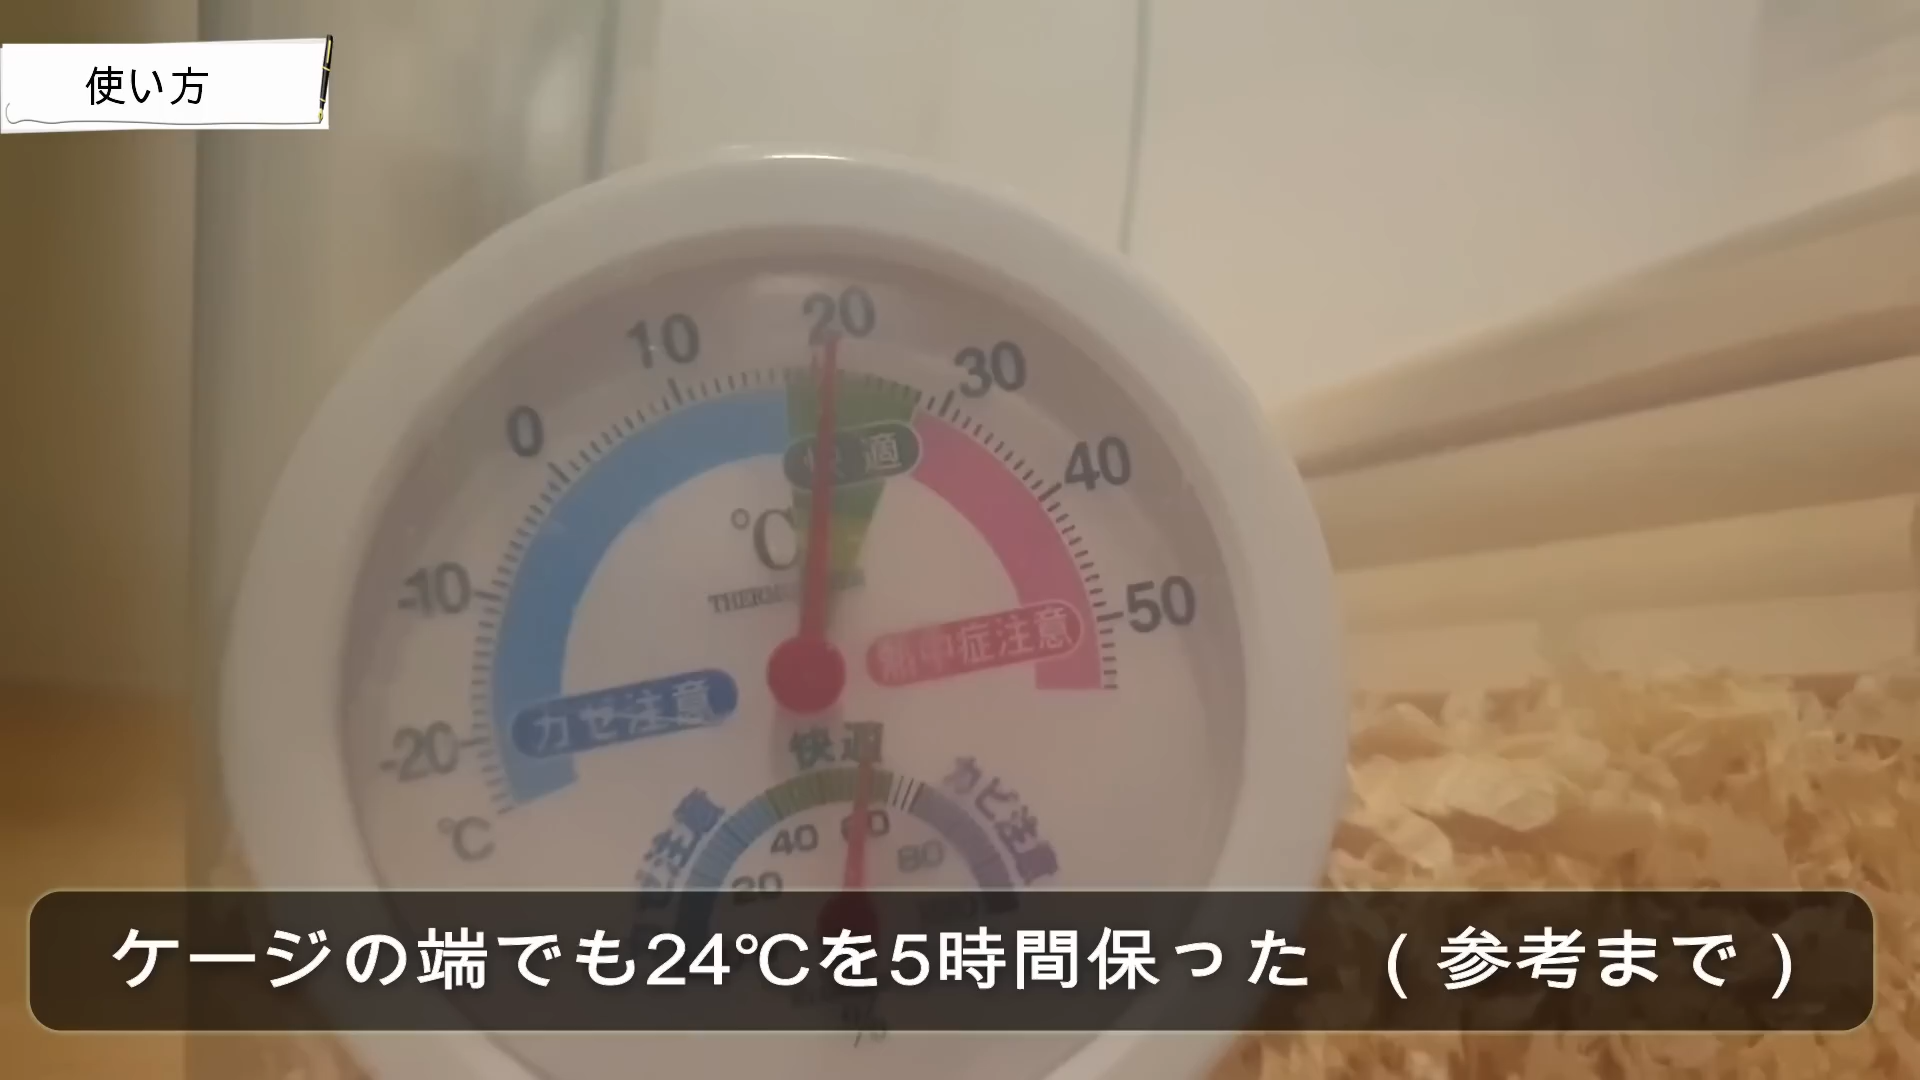 使い方
20
10
30
0
40
℃
-10
50
熱中症注意
カゼ注意
-20
快適
快適
カビ注意
℃
40
60
80
20
ケージの端でも24℃を5時間保った (参考まで)
%